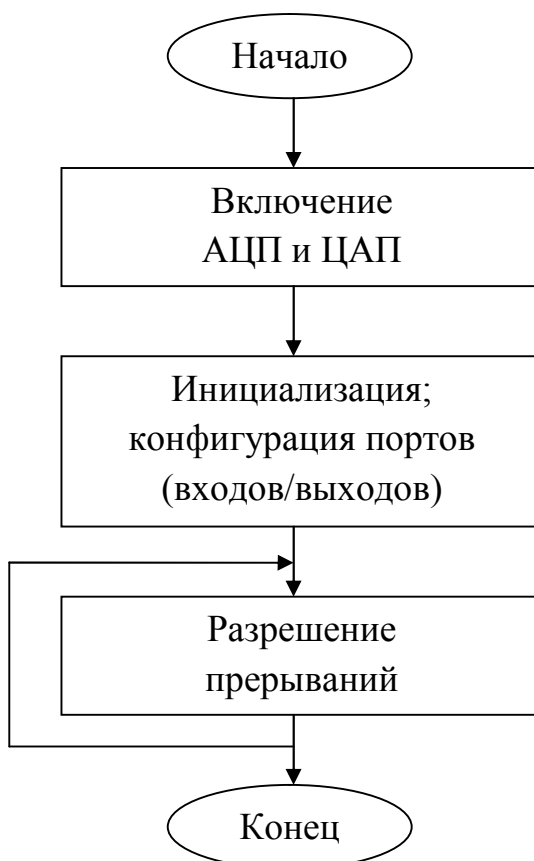 Начало
Включение
АЦП и ЦАП
Инициализация;
конфигурация портов
(входов/выходов)
Разрешение
прерываний
Конец